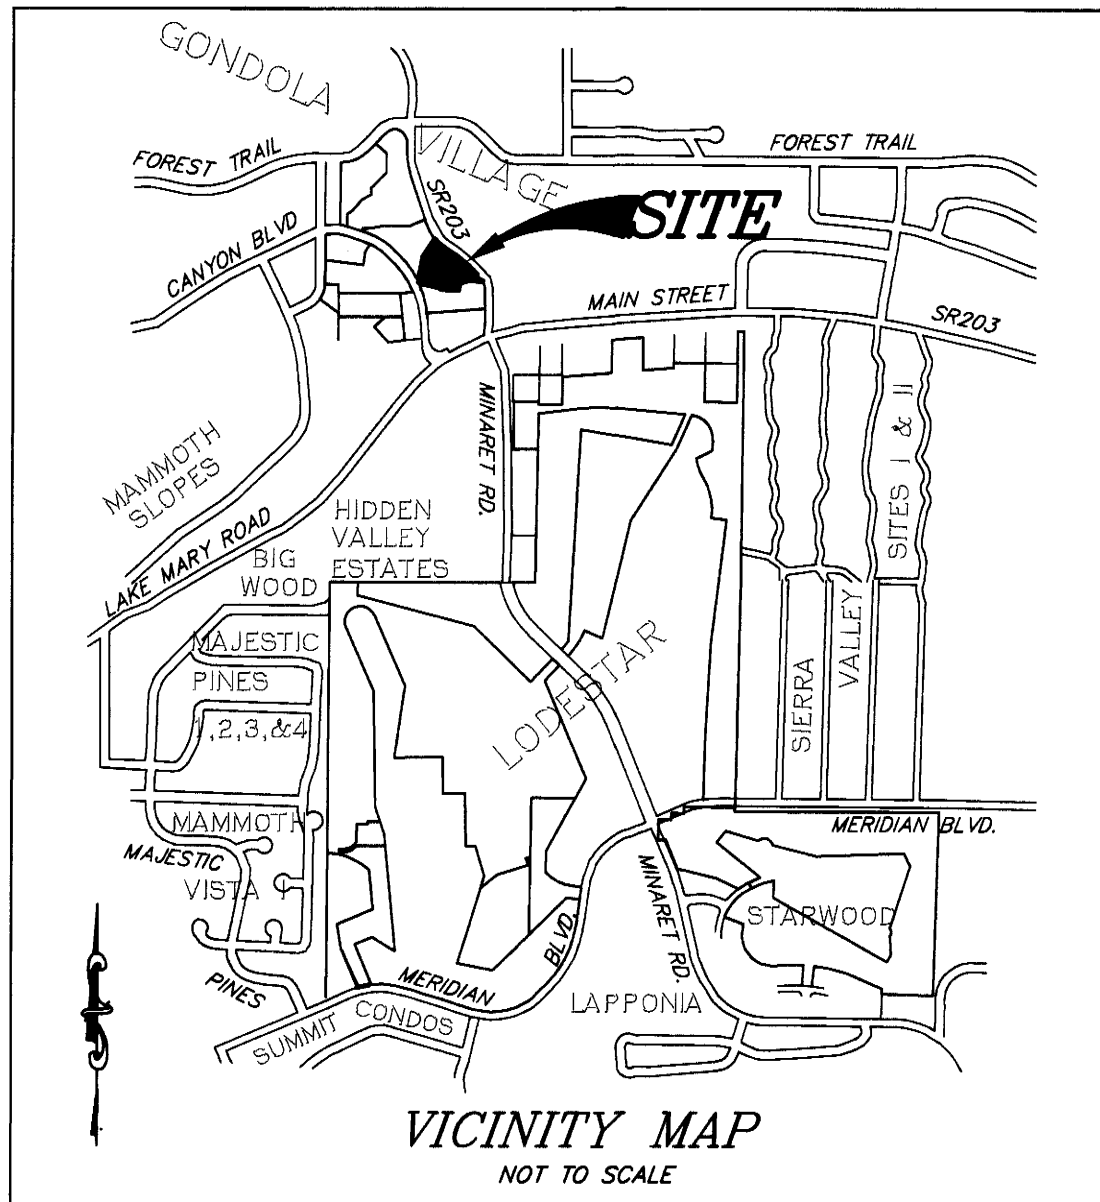 GONDOLA
VILLAGE
FOREST TRAIL
FOREST TRAIL
SR203
SITE
CANYON BLVD
MAIN STREET
SR203
MINARET RD.
MAMMOTH
SLOPES
SITES I & II
LAKE MARY ROAD
HIDDEN
VALLEY
ESTATES
BIG
WOOD
MAJESTIC
PINES
1,2,3,&4
LODESTAR
SIERRA
VALLEY
MAMMOTH
VISTA I
MAJESTIC
PINES
MERIDIAN BLVD.
MINARET RD.
STARWOOD
MERIDIAN
BLVD.
LAPPONIA
SUMMIT CONDOS
VICINITY MAP
NOT TO SCALE